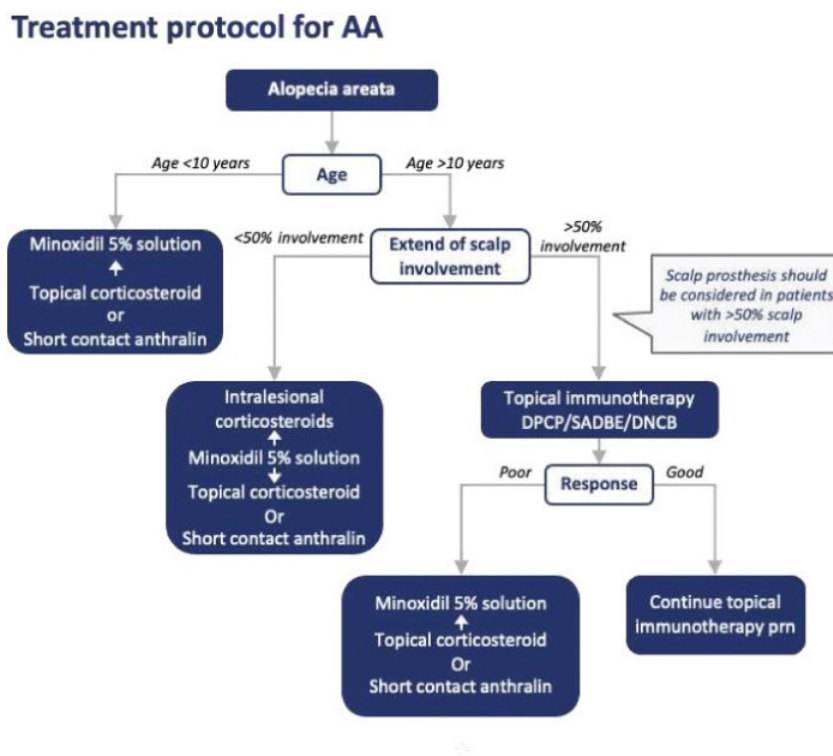 Treatment protocol for AA
Alopecia areata
Age <10 years
Age
Age >10 years
Minoxidil 5% solution
Topical corticosteroid
or
Short contact anthralin
<50% involvement
Extend of scalp
involvement
>50%
involvement
Scalp prosthesis should
be considered in patients
with >50% scalp
involvement
Intralesional
corticosteroids
Minoxidil 5% solution
Topical corticosteroid
Or
Short contact anthralin
Topical immunotherapy
DPCP/SADBE/DNCB
Poor
Response
Good
Minoxidil 5% solution
Topical corticosteroid
Or
Short contact anthralin
Continue topical
immunotherapy prn